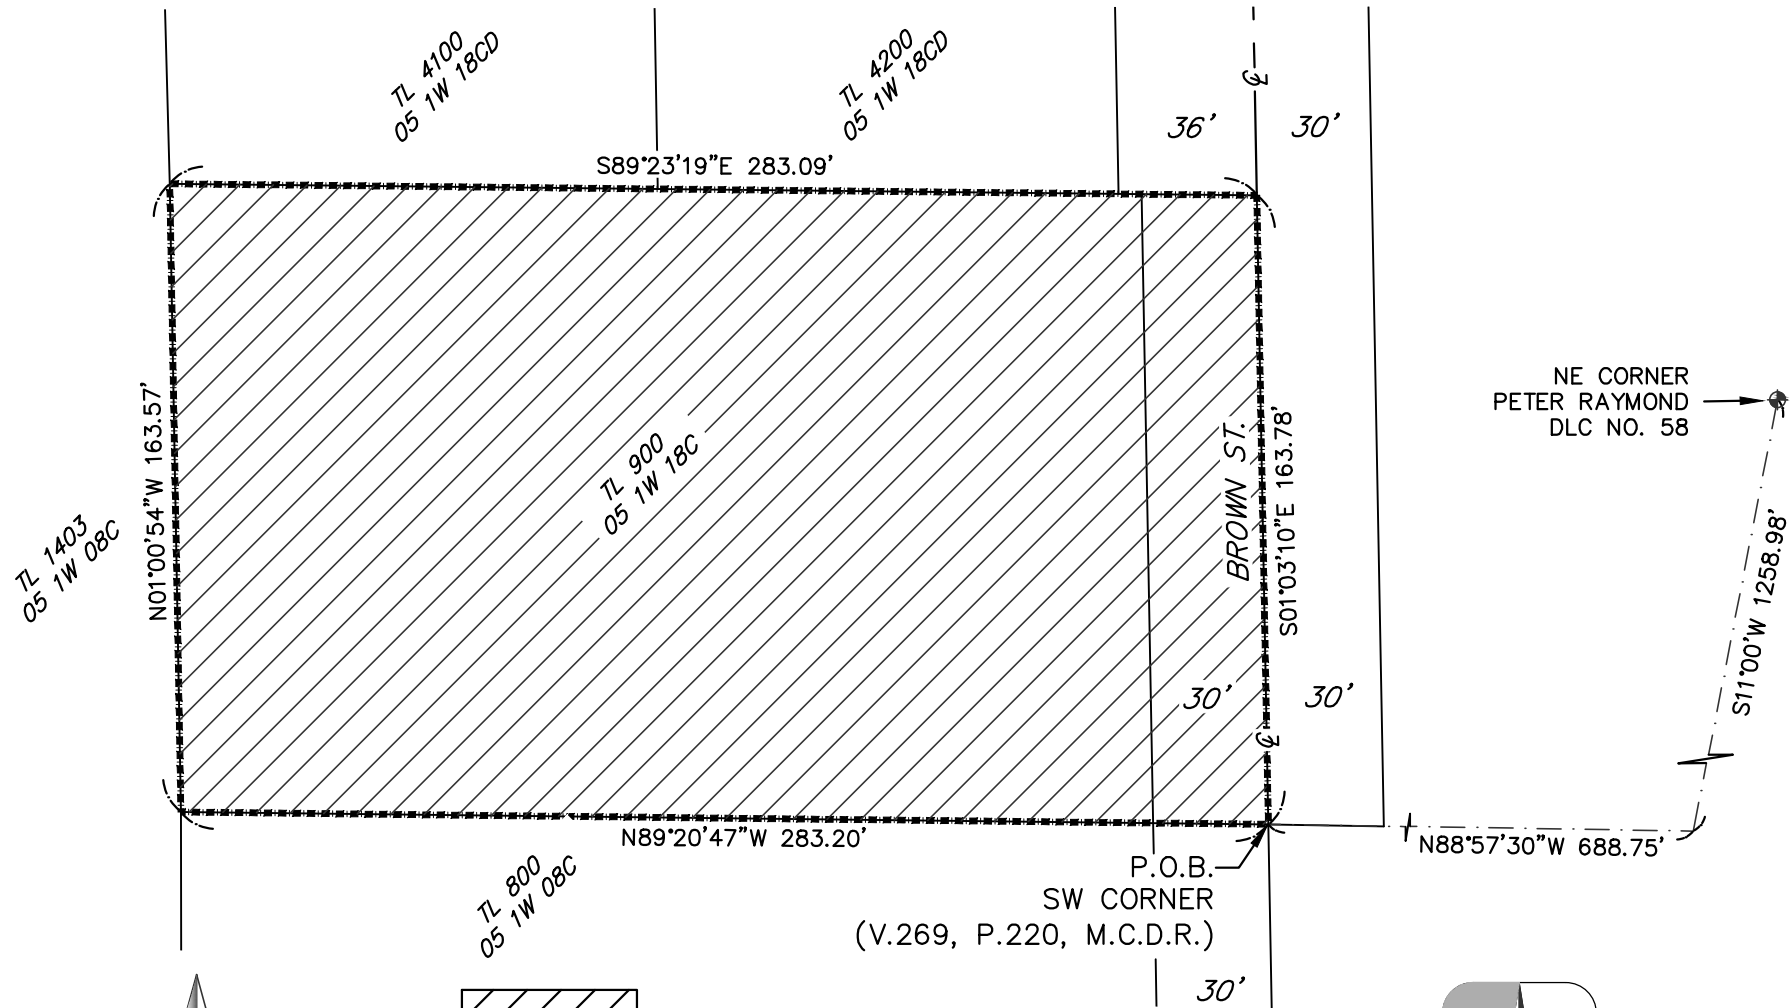 TL 4100
05 1W 18CD
TL 4200
05 1W 18CD
℄
36'
30'
S89°23'19"E 283.09'
NE CORNER
PETER RAYMOND
DLC NO. 58
N01°00'54"W 163.57'
TL 900
05 1W 18C
BROWN ST.
S01°03'10"E 163.78'
TL 1403
05 1W 08C
S11°00'W 1258.98'
30'
30'
℄
N89°20'47"W 283.20'
N88°57'30"W 688.75'
TL 800
05 1W 08C
P.O.B.
SW CORNER
(V.269, P.220, M.C.D.R.)
30'